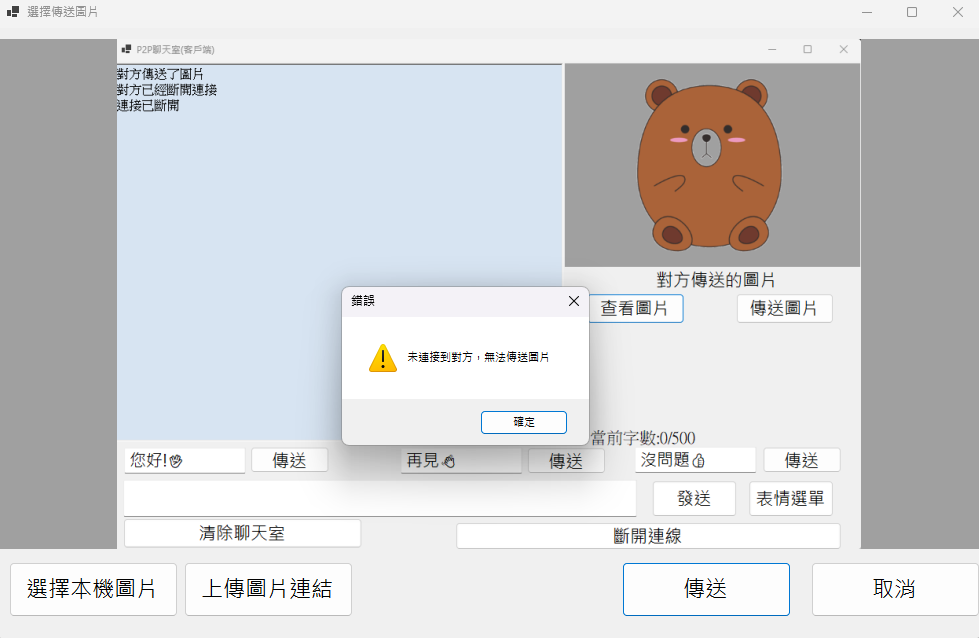 選擇傳送圖片
P2P聊天室(客戶端)
對方傳送了圖片
對方已經斷開連接
連接已斷開
對方傳送的圖片
查看圖片
傳送圖片
錯誤
未連接到對方，無法傳送圖片
確定
當前字數:0/500
您好!👋
傳送
再見👋
傳送
沒問題👍
傳送
發送
表情選單
清除聊天室
斷開連線
選擇本機圖片
上傳圖片連結
傳送
取消